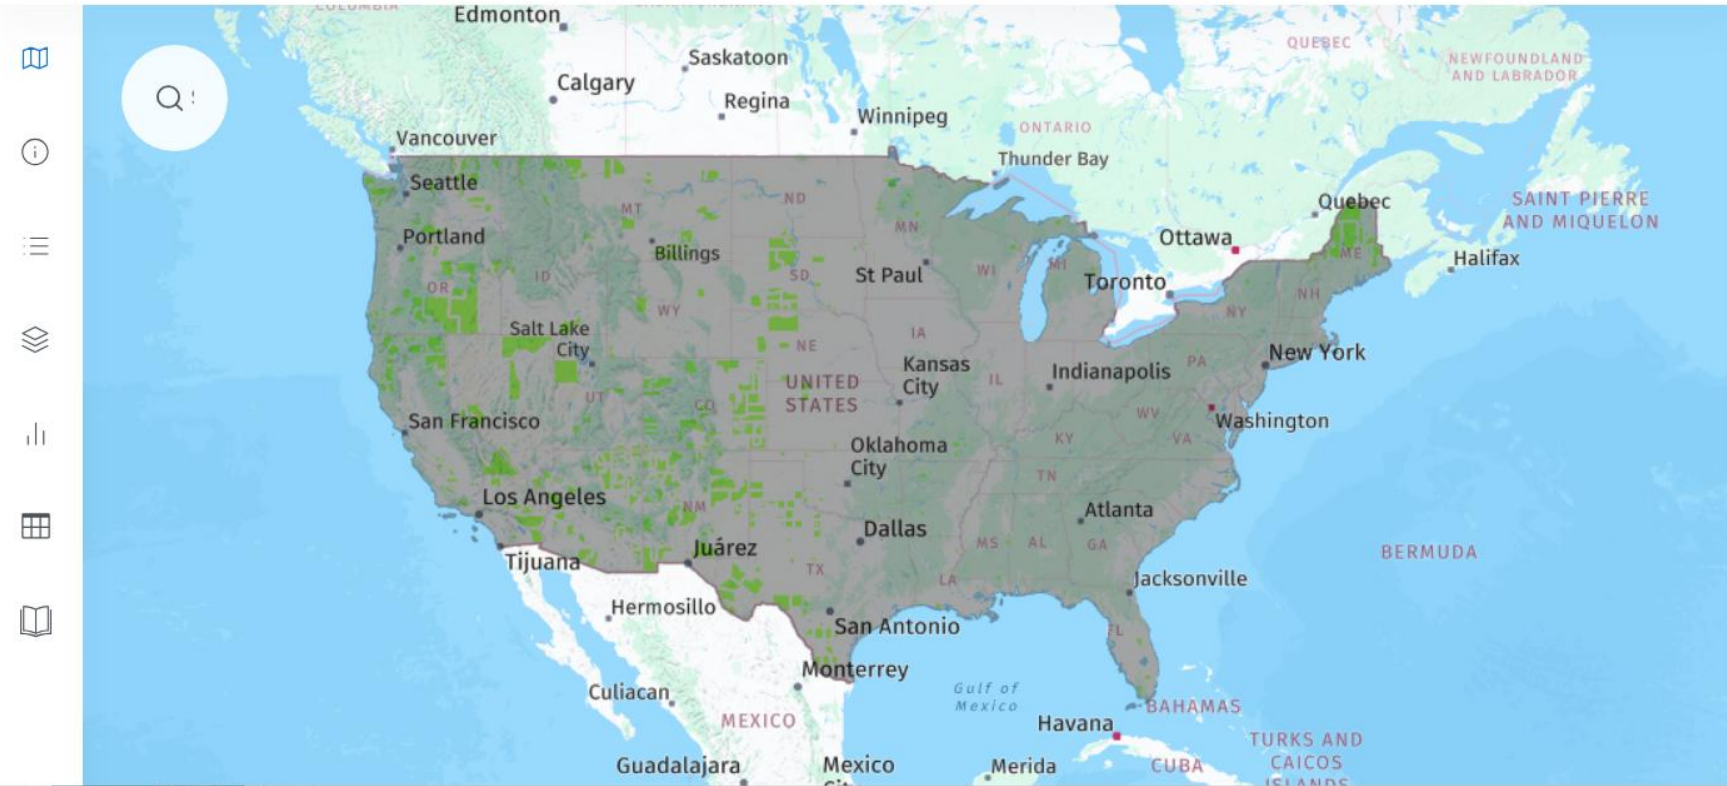 COLUMBIA
Edmonton
Saskatoon
QUEBEC
NEWFOUNDLAND
AND LABRADOR
Calgary
Regina
Winnipeg
ONTARIO
Vancouver
Thunder Bay
Seattle
MT
ND
MN
Quebec
SAINT PIERRE
AND MIQUELON
Portland
Billings
Ottawa
ME
Halifax
OR
ID
WY
SD
St Paul
WI
MI
Toronto
NH
NY
Salt Lake
City
NE
IA
New York
UNITED
STATES
Kansas
City
IL
Indianapolis
PA
UT
CO
San Francisco
WV
Washington
KY
VA
Oklahoma
City
TN
Los Angeles
NM
Atlanta
Dallas
MS
AL
GA
BERMUDA
Tijuana
Juárez
TX
LA
Jacksonville
Hermosillo
San Antonio
FL
Monterrey
Culiacan
Gulf of
Mexico
BAHAMAS
MEXICO
Havana
TURKS AND
CAICOS
ISLANDS
Guadalajara
Mexico
City
Merida
CUBA